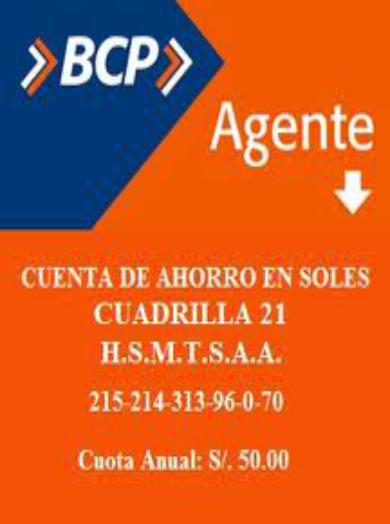 BCP
Agente
CUENTA DE AHORRO EN SOLES
CUADRILLA 21
H.S.M.T.S.A.A.
215-214-313-96-0-70
Cuota Anual: S/. 50.00